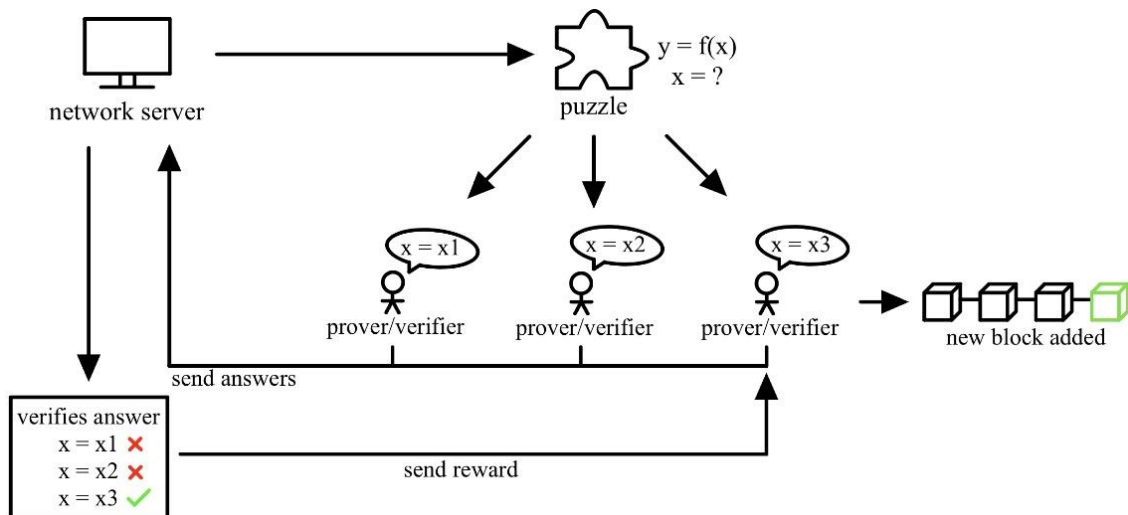 y = f(x)
x = ?
network server
puzzle
x = x1
x = x2
x = x3
prover/verifier
prover/verifier
prover/verifier
new block added
send answers
verifies answer
x = x1
x = x2
x = x3
send reward